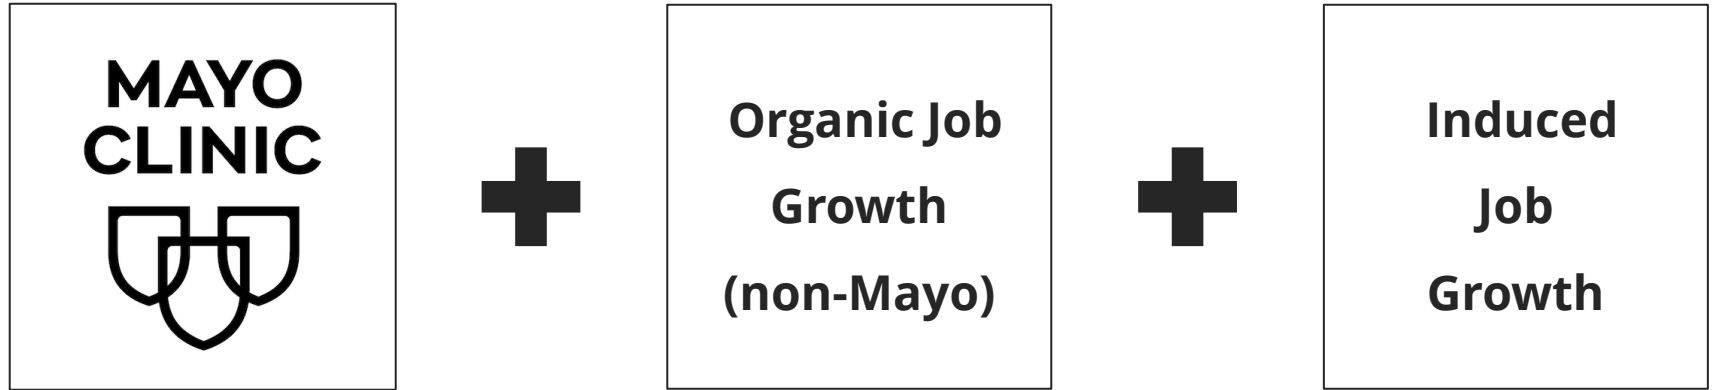 MAYO
CLINIC
Organic Job
Growth
(non-Mayo)
Induced
Job
Growth